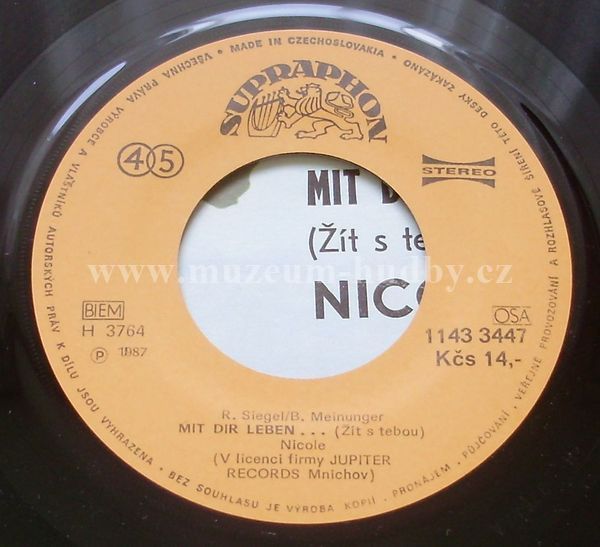 VŠECHNA PRÁVA VÝROBCE A VLASTNÍKŮ AUTORSKÝCH PRÁV K DÍLU JSOU VYHRAZENA • BEZ SOUHLASU JE VÝROBA KOPIÍ • PRONÁJEM • PŮJČOVÁNÍ • VEŘEJNÉ PROVOZOVÁNÍ A ROZHLASOVÉ ŠÍŘENÍ TÉTO DESKY ZAKÁZÁNO • MADE IN CZECHOSLOVAKIA •
SUPRAPHON
45
STEREO
MIT D
(Žít s te
NICO
www.muzeum-hudby.cz
BIEM
H 3764
Ⓟ 1987
OSA
1143 3447
Kčs 14,-
R. Siegel/B. Meinunger
MIT DIR LEBEN... (Žít s tebou)
Nicole
(V licenci firmy JUPITER
RECORDS Mnichov)